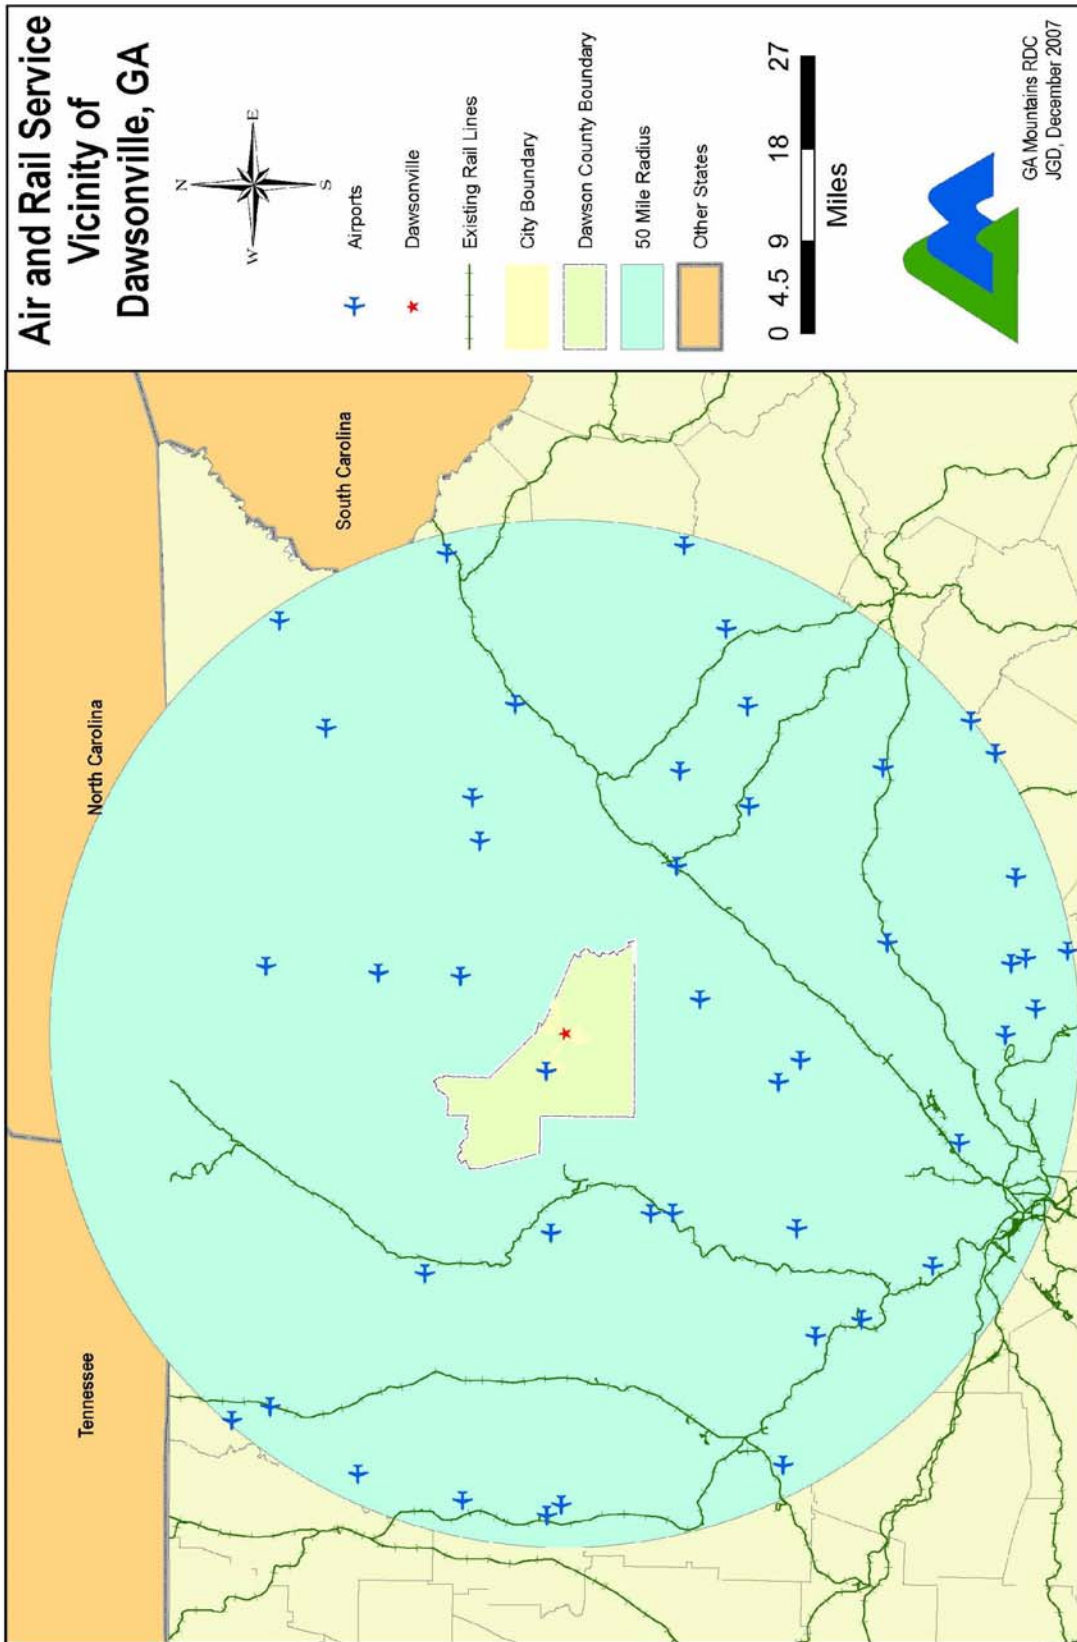 Air and Rail Service
Vicinity of
Dawsonville, GA
N
W
E
S
Airports
Dawsonville
Existing Rail Lines
City Boundary
Dawson County Boundary
50 Mile Radius
Other States
0 4.5 9 18 27
Miles
GA Mountains RDC
JGD, December 2007
Tennessee
North Carolina
South Carolina